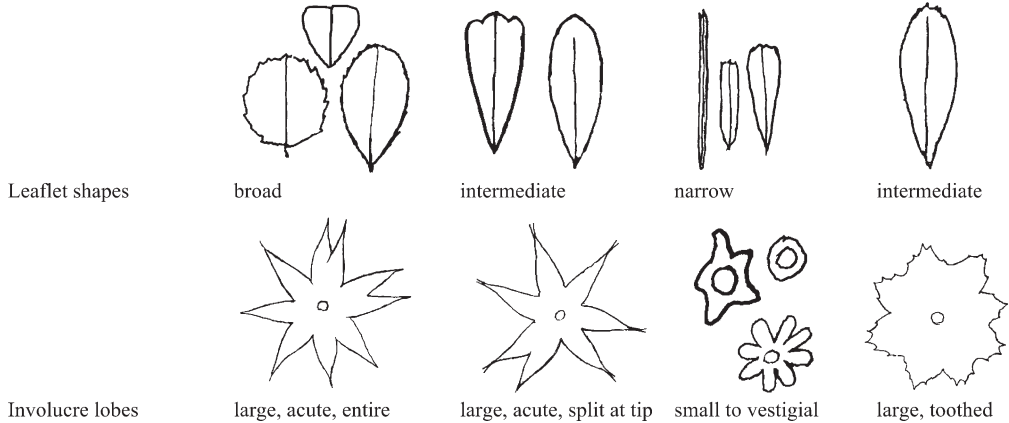 Leaflet shapes broad intermediate narrow intermediate
Involucre lobes large, acute, entire large, acute, split at tip small to vestigial large, toothed